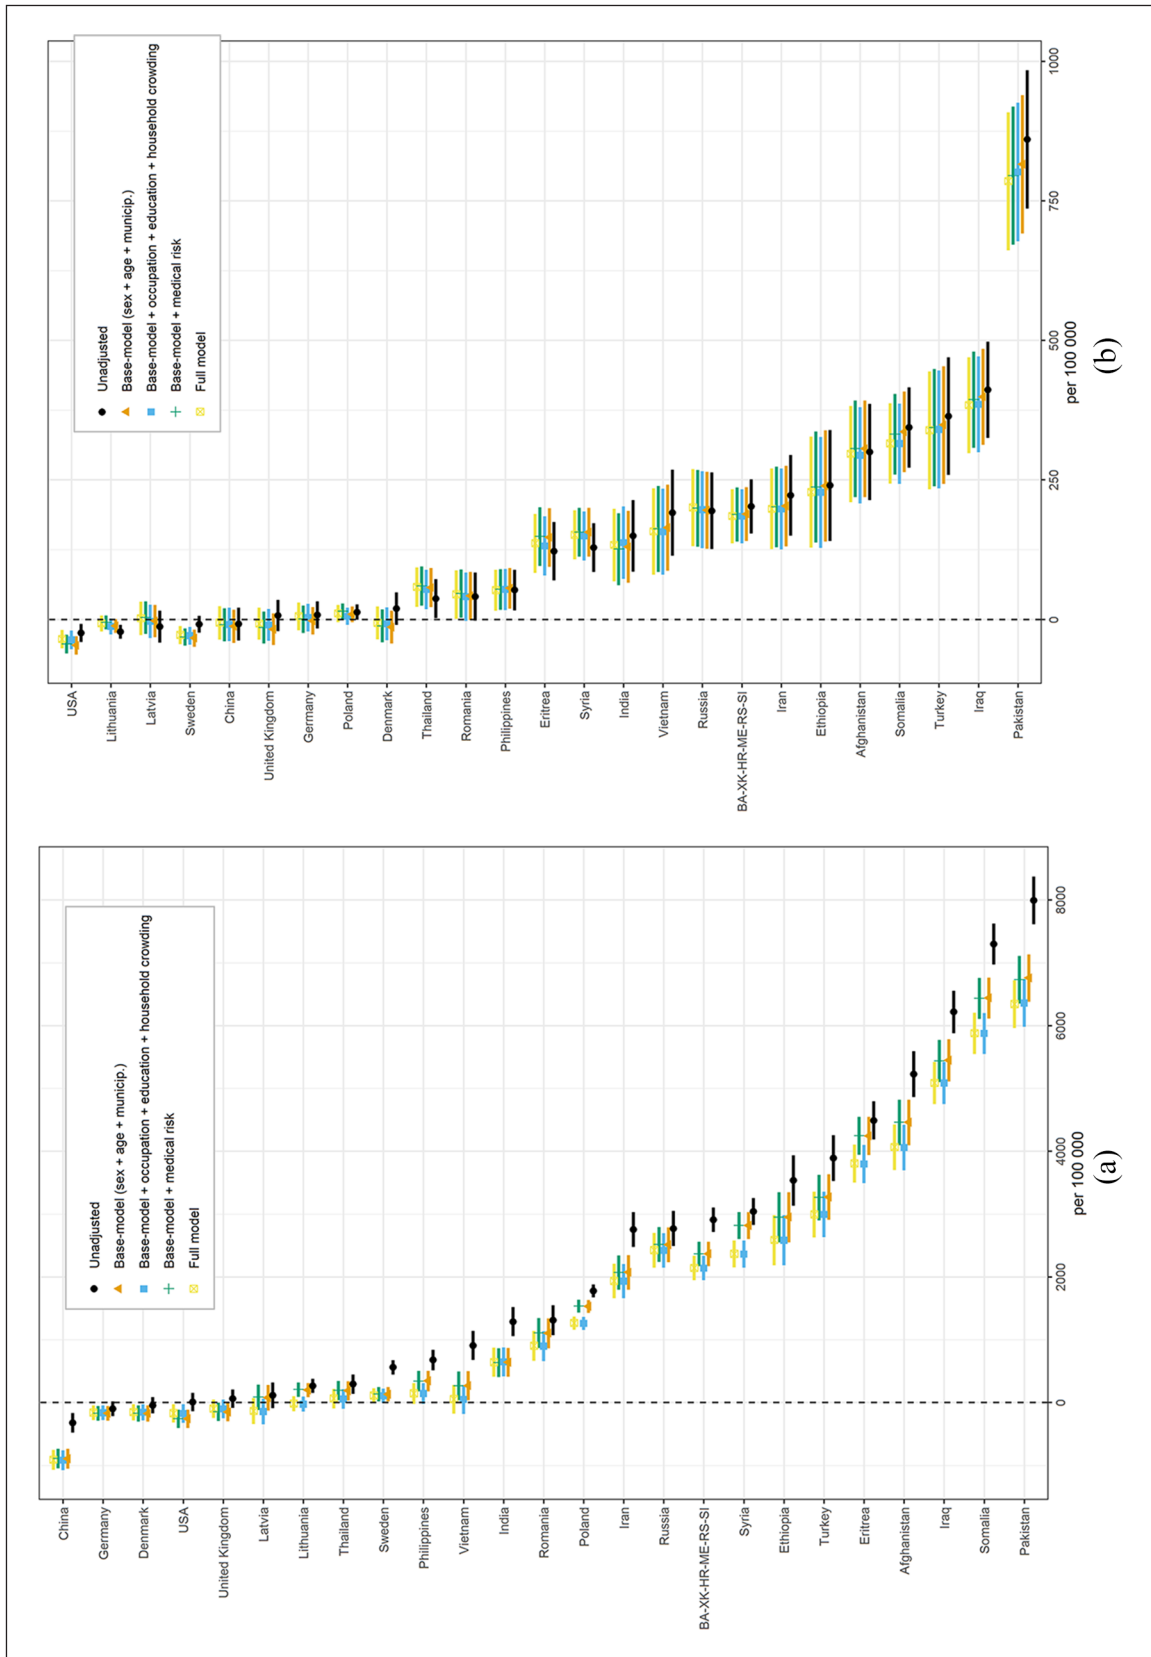 Unadjusted
Base-model (sex + age + municip.)
Base-model + occupation + education + household crowding
Base-model + medical risk
Full model
China
Germany
Denmark
USA
United Kingdom
Latvia
Lithuania
Thailand
Sweden
Philippines
Vietnam
India
Romania
Poland
Iran
Russia
BA-XK-HR-ME-RS-SI
Syria
Ethiopia
Turkey
Eritrea
Afghanistan
Iraq
Somalia
Pakistan
0
2000
4000
6000
8000
per 100 000
(a)
Unadjusted
Base-model (sex + age + municip.)
Base-model + occupation + education + household crowding
Base-model + medical risk
Full model
USA
Lithuania
Latvia
Sweden
China
United Kingdom
Germany
Poland
Denmark
Thailand
Romania
Philippines
Eritrea
Syria
India
Vietnam
Russia
BA-XK-HR-ME-RS-SI
Iran
Ethiopia
Afghanistan
Somalia
Turkey
Iraq
Pakistan
0
250
500
750
1000
per 100 000
(b)